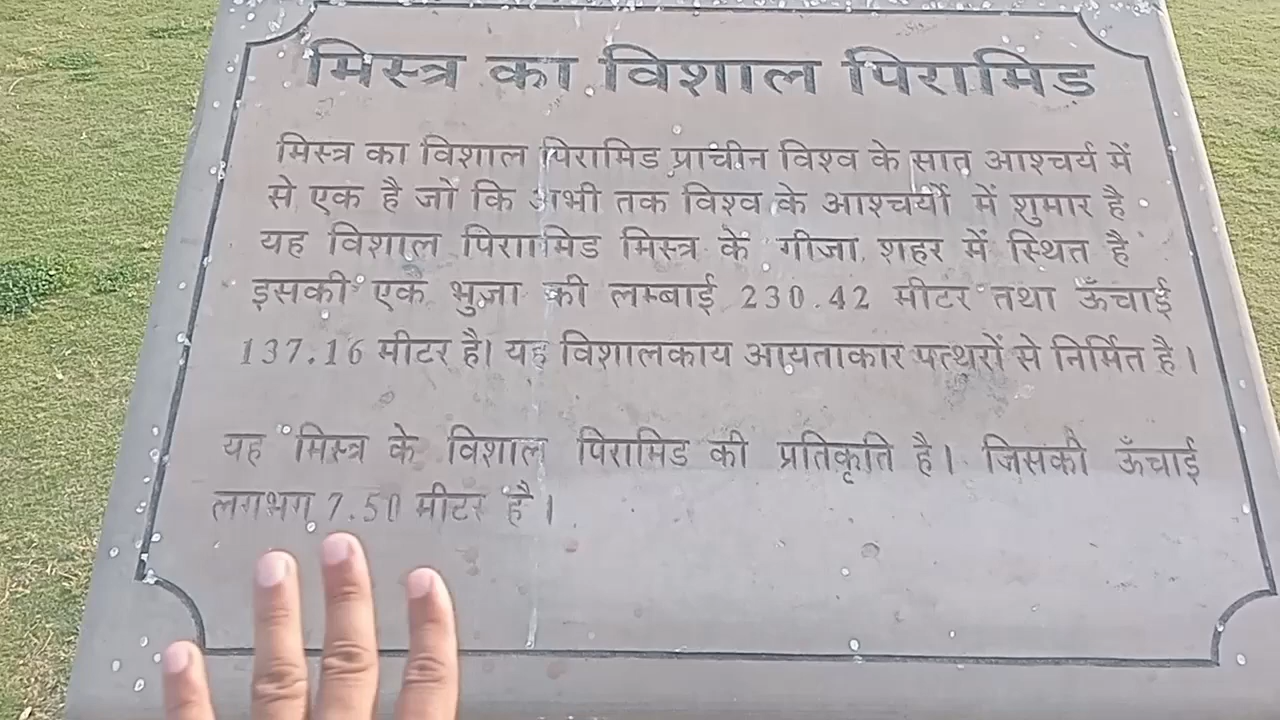 मिस्त्र का विशाल पिरामिड
मिस्त्र का विशाल पिरामिड प्राचीन विश्व के सात आश्चर्य में
से एक है जो कि अभी तक विश्व के आश्चर्यो में शुमार है
यह विशाल पिरामिड मिस्त्र के गीजा शहर में स्थित है
इसकी एक भुजा की लम्बाई 230.42 मीटर तथा ऊँचाई
137.16 मीटर है। यह विशालकाय आयताकार पत्थरों से निर्मित है।
यह मिस्त्र के विशाल पिरामिड की प्रतिकृति है। जिसकी ऊँचाई
लगभग 7.50 मीटर है।